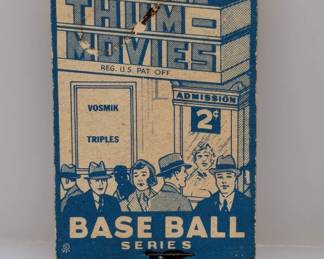 THUM-
MOVIES
REG. U.S. PAT OFF
VOSMIK
TRIPLES
ADMISSION
2¢
BASE BALL
SERIES